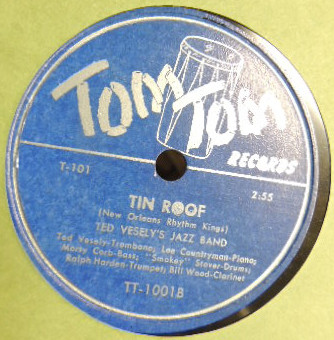 Tom Tom
RECORDS
T-101
2:55
TIN ROOF
(New Orleans Rhythm Kings)
TED VESELY'S JAZZ BAND
Ted Vesely-Trombone; Lee Countryman-Piano;
Morty Corb-Bass; "Smokey" Stover-Drums;
Ralph Harden-Trumpet; Bill Wood-Clarinet
TT-1001B